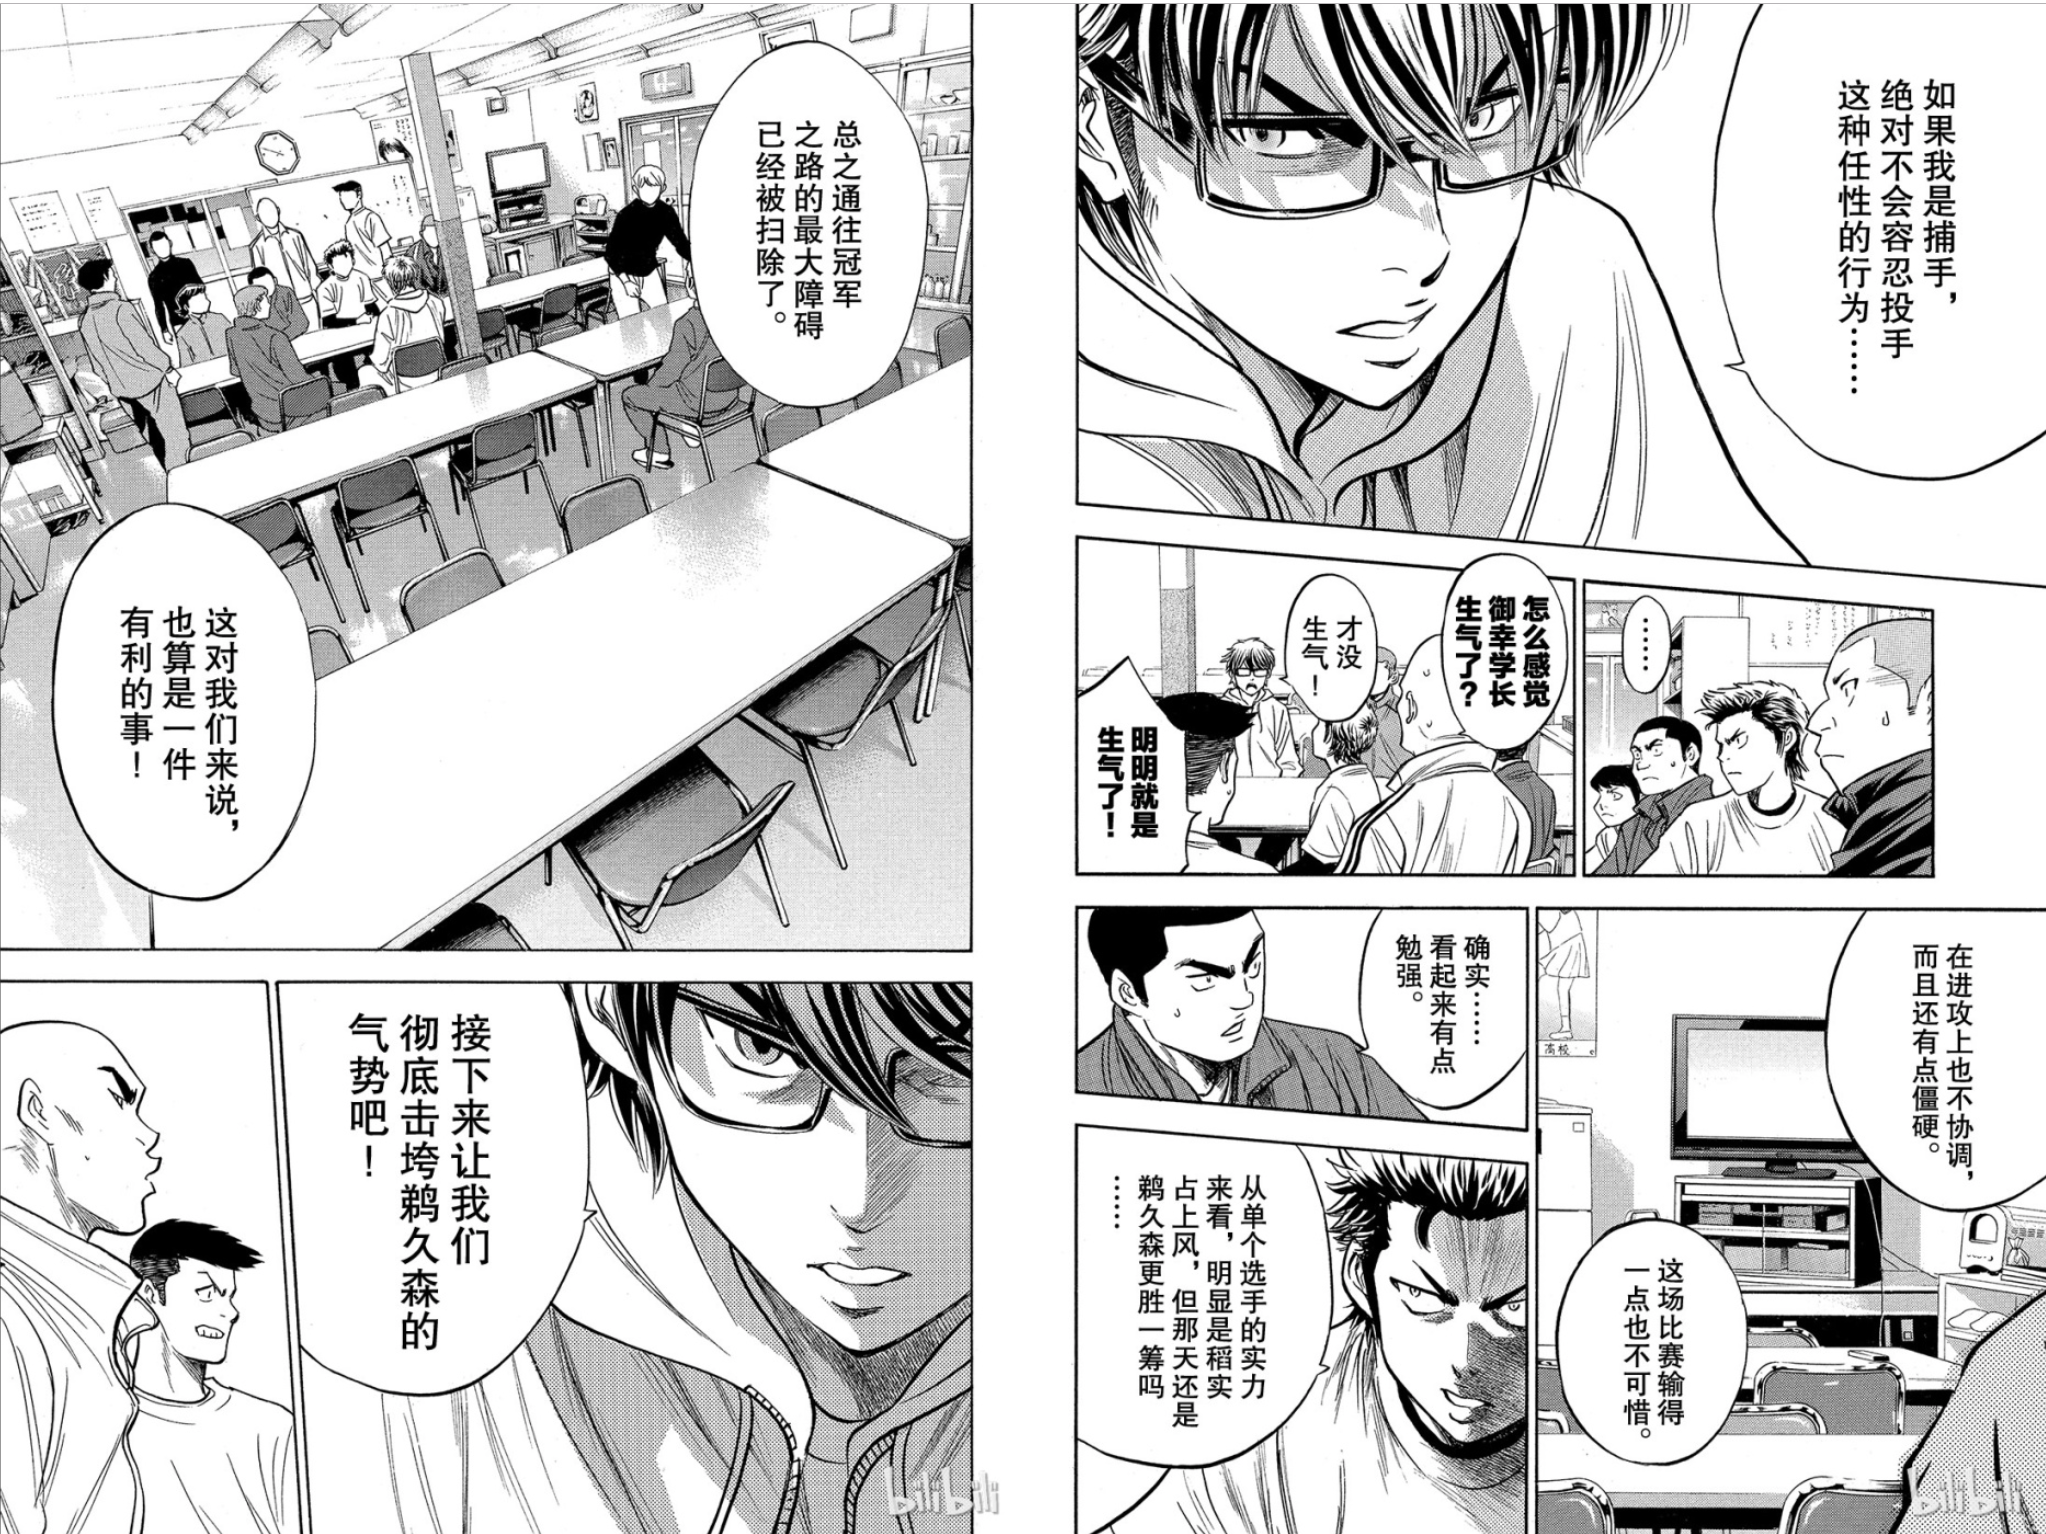 如果我是捕手，
绝对不会容忍投手
这种任性的行为……
……
怎么感觉
御幸学长
生气了？
才没
生气！
明明就是
生气了！
在进攻上也不协调，
而且还有点僵硬。
这场比赛输得
一点也不可惜。
高校
确实……
看起来有点
勉强。
从单个选手的实力
来看，明显是稻实
占上风，但那天还是
鹈久森更胜一筹吗
……
总之通往冠军
之路的最大障碍
已经被扫除了。
这对我们来说，
也算是一件
有利的事！
接下来让我们
彻底击垮鹈久森的
气势吧！
bilibili
bilibili